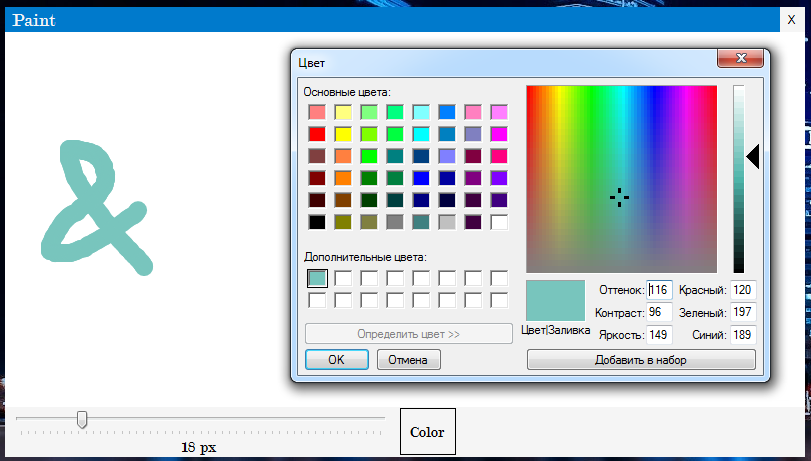 Paint
X
&
Цвет
Основные цвета:
Дополнительные цвета:
Определить цвет >>
OK
Отмена
Цвет|Заливка
Оттенок: 116
Контраст: 96
Яркость: 149
Красный: 120
Зеленый: 197
Синий: 189
Добавить в набор
18 px
Color